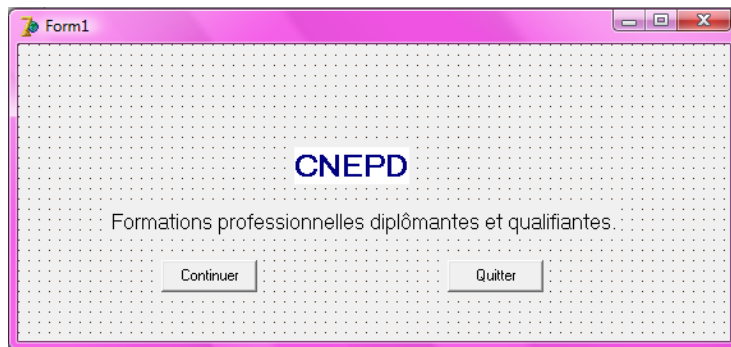 Form1
CNEPD
Formations professionnelles diplômantes et qualifiantes.
Continuer Quitter